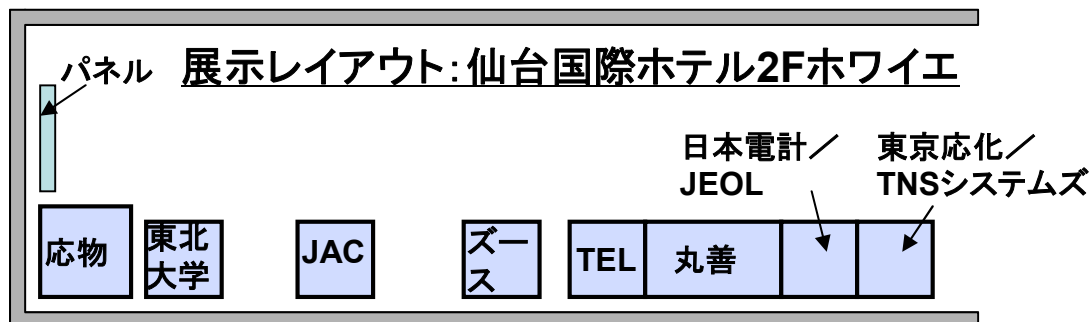 パネル
展示レイアウト：仙台国際ホテル2Fホワイエ
日本電計／
JEOL
東京応化／
TNSシステムズ
応物
東北
大学
JAC
ズー
ス
TEL
丸善